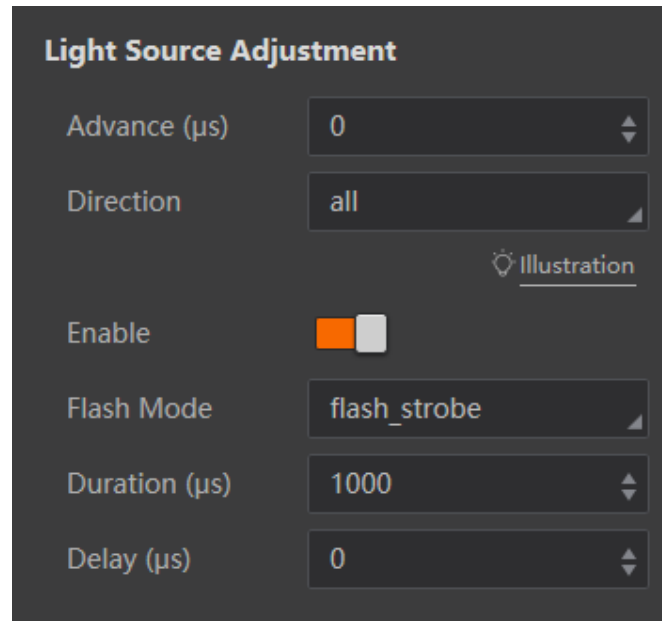 Light Source Adjustment
Advance (µs) 0
Direction all
Illustration
Enable
Flash Mode flash_strobe
Duration (µs) 1000
Delay (µs) 0